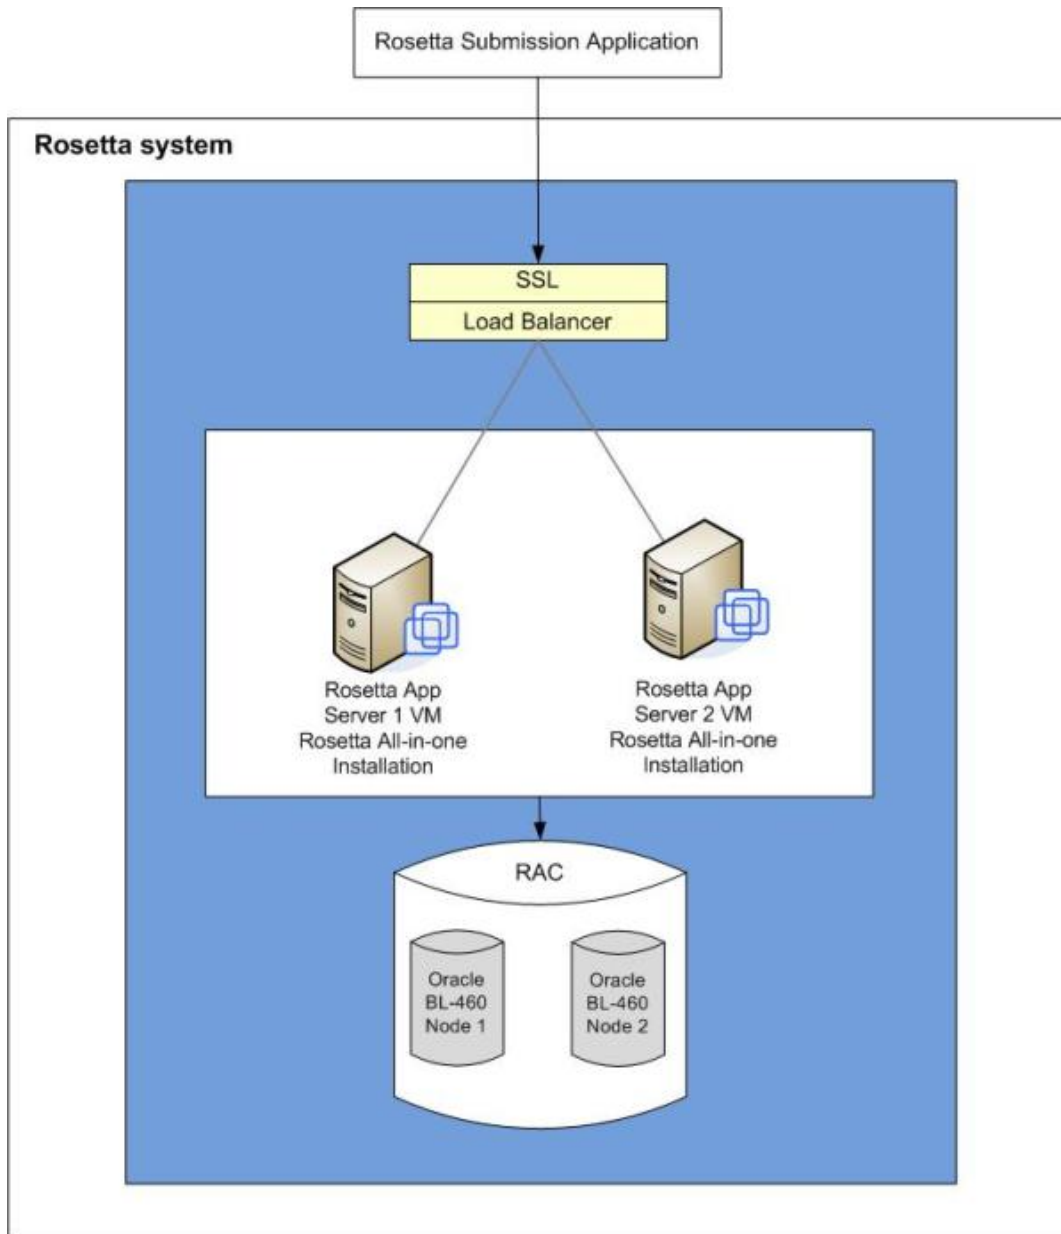 Rosetta Submission Application
Rosetta system
SSL
Load Balancer
Rosetta App
Server 1 VM
Rosetta All-in-one
Installation
Rosetta App
Server 2 VM
Rosetta All-in-one
Installation
RAC
Oracle
BL-460
Node 1
Oracle
BL-460
Node 2